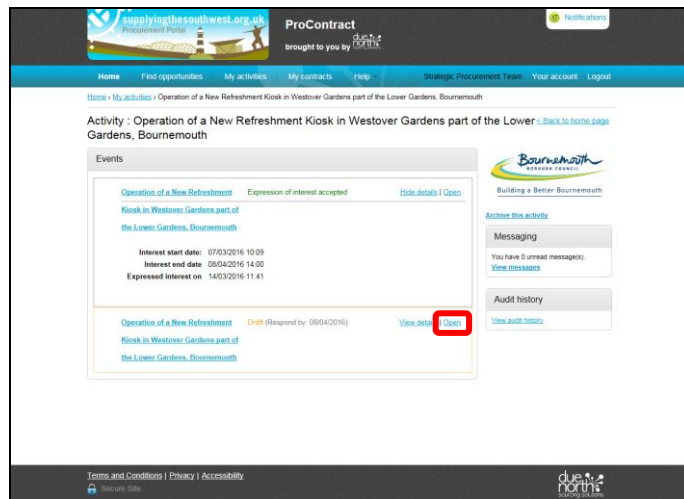 supplyingthesouthwest.org.uk
Procurement Portal
ProContract
brought to you by due north
Notifications
Home Find opportunities My activities My contracts Help Strategic Procurement Team Your account Logout
Home › My activities › Operation of a New Refreshment Kiosk in Westover Gardens part of the Lower Gardens, Bournemouth
Activity : Operation of a New Refreshment Kiosk in Westover Gardens part of the Lower < Back to home page
Gardens, Bournemouth
Events
Operation of a New Refreshment Expression of interest accepted Hide details | Open
Kiosk in Westover Gardens part of
the Lower Gardens, Bournemouth
Interest start date: 07/03/2016 10:09
Interest end date 08/04/2016 14:00
Expressed interest on 14/03/2016 11:41
Operation of a New Refreshment Draft (Respond by: 08/04/2016) View details | Open
Kiosk in Westover Gardens part of
the Lower Gardens, Bournemouth
Bournemouth
BOROUGH COUNCIL
Building a Better Bournemouth
Archive this activity
Messaging
You have 0 unread message(s).
View messages
Audit history
View audit history
Terms and Conditions | Privacy | Accessibility
Secure Site
due north
sourcing solutions